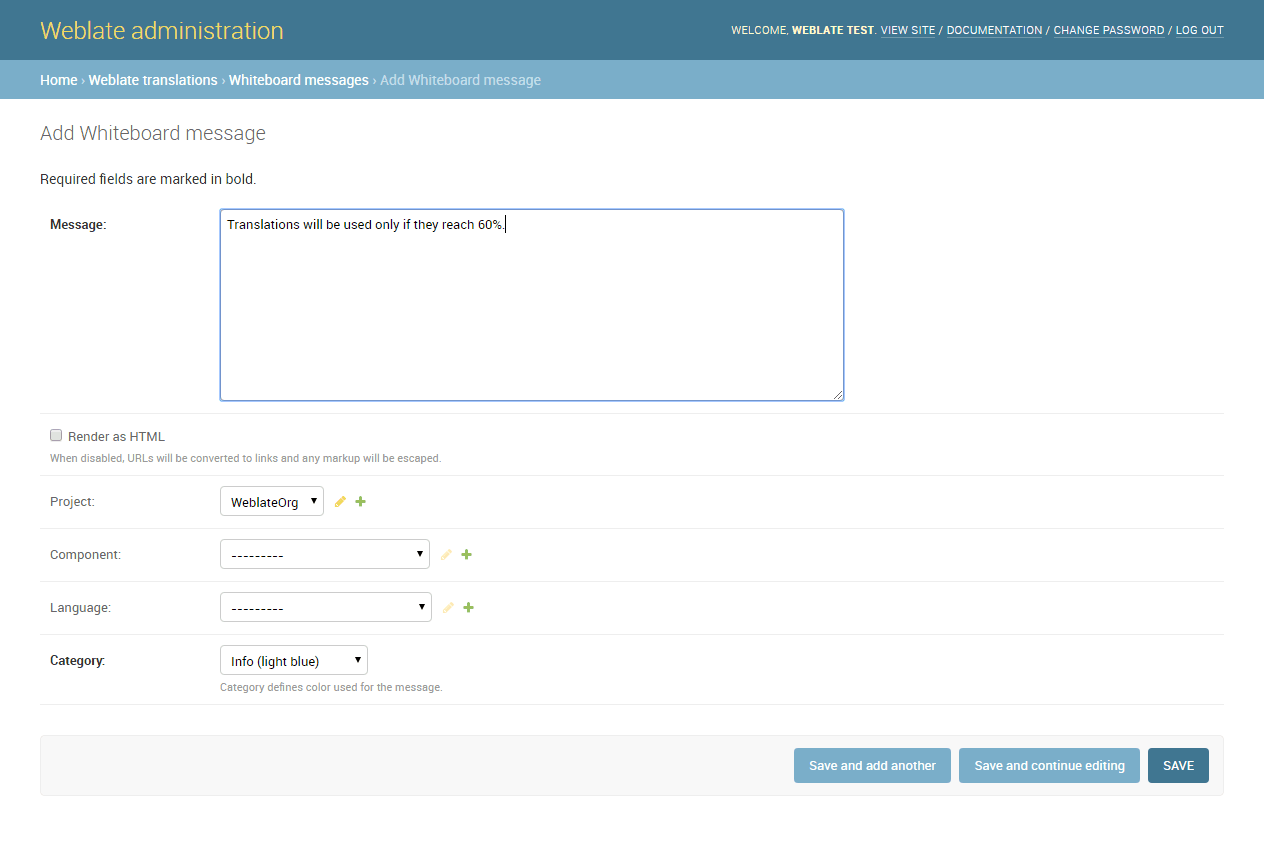 Weblate administration
WELCOME, WEBLATE TEST. VIEW SITE / DOCUMENTATION / CHANGE PASSWORD / LOG OUT
Home › Weblate translations › Whiteboard messages › Add Whiteboard message
Add Whiteboard message
Required fields are marked in bold.
Message:
Translations will be used only if they reach 60%.
Render as HTML
When disabled, URLs will be converted to links and any markup will be escaped.
Project:
WeblateOrg
Component:
---------
Language:
---------
Category:
Info (light blue)
Category defines color used for the message.
Save and add another
Save and continue editing
SAVE